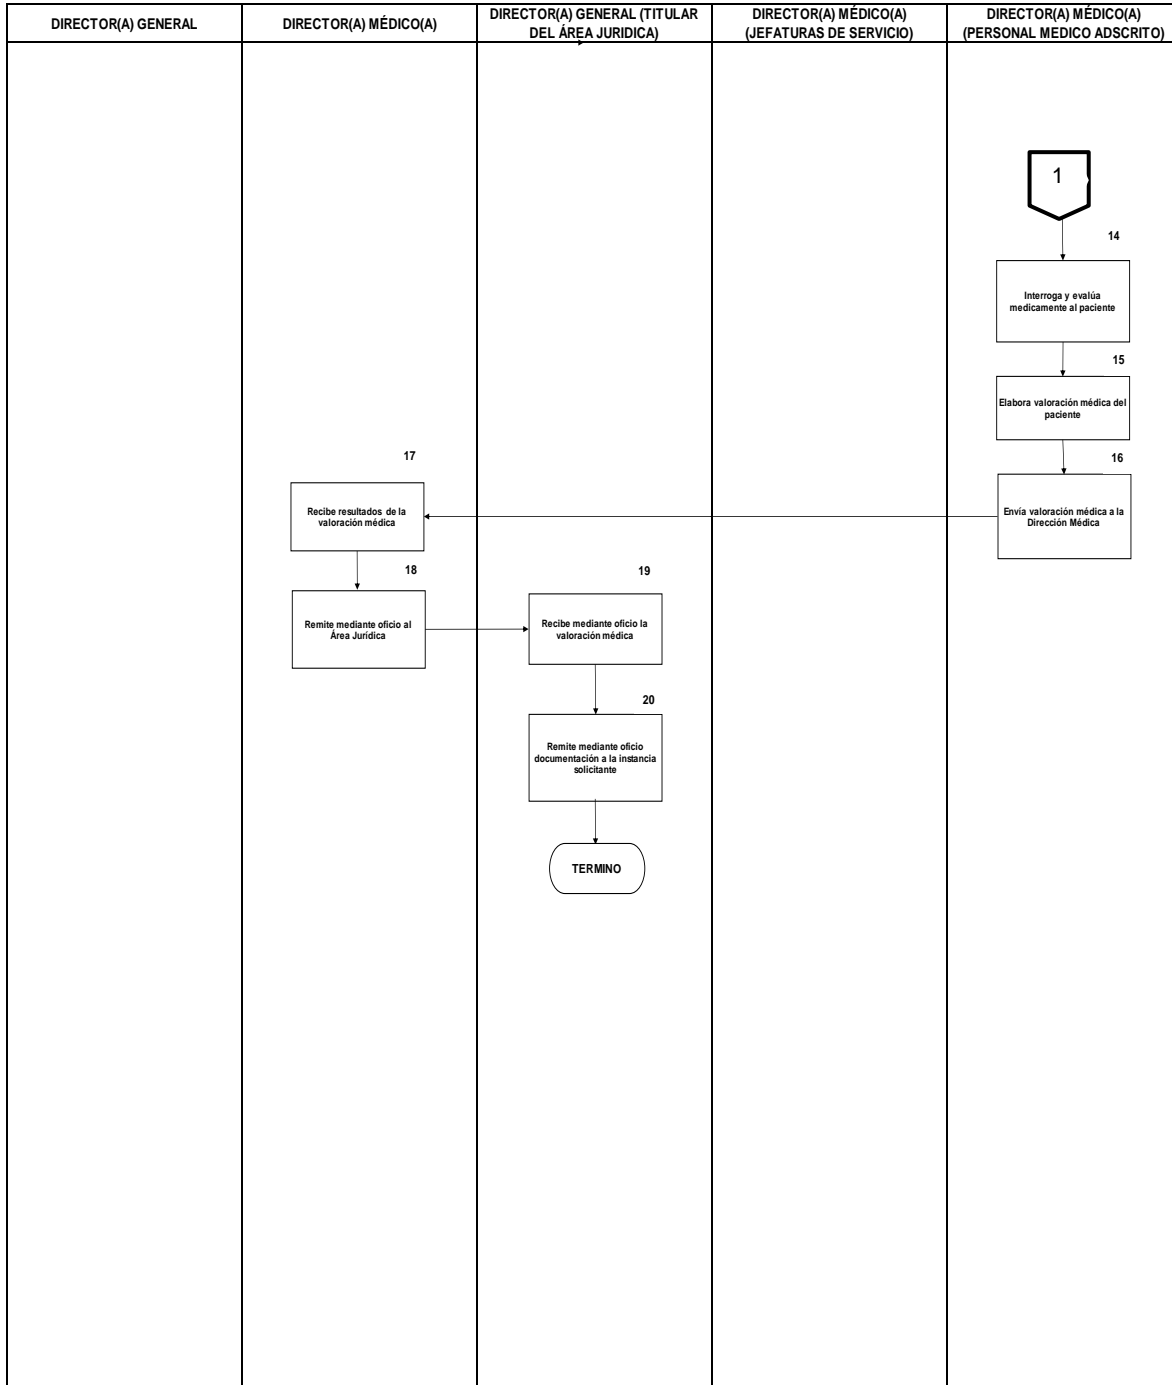 DIRECTOR(A) GENERAL
DIRECTOR(A) MÉDICO(A)
DIRECTOR(A) GENERAL (TITULAR
DEL ÁREA JURIDICA)
DIRECTOR(A) MÉDICO(A)
(JEFATURAS DE SERVICIO)
DIRECTOR(A) MÉDICO(A)
(PERSONAL MEDICO ADSCRITO)
1
14
Interroga y evalúa
medicamente al paciente
15
Elabora valoración médica del
paciente
16
Envía valoración médica a la
Dirección Médica
17
Recibe resultados de la
valoración médica
18
Remite mediante oficio al
Área Jurídica
19
Recibe mediante oficio la
valoración médica
20
Remite mediante oficio
documentación a la instancia
solicitante
TERMINO